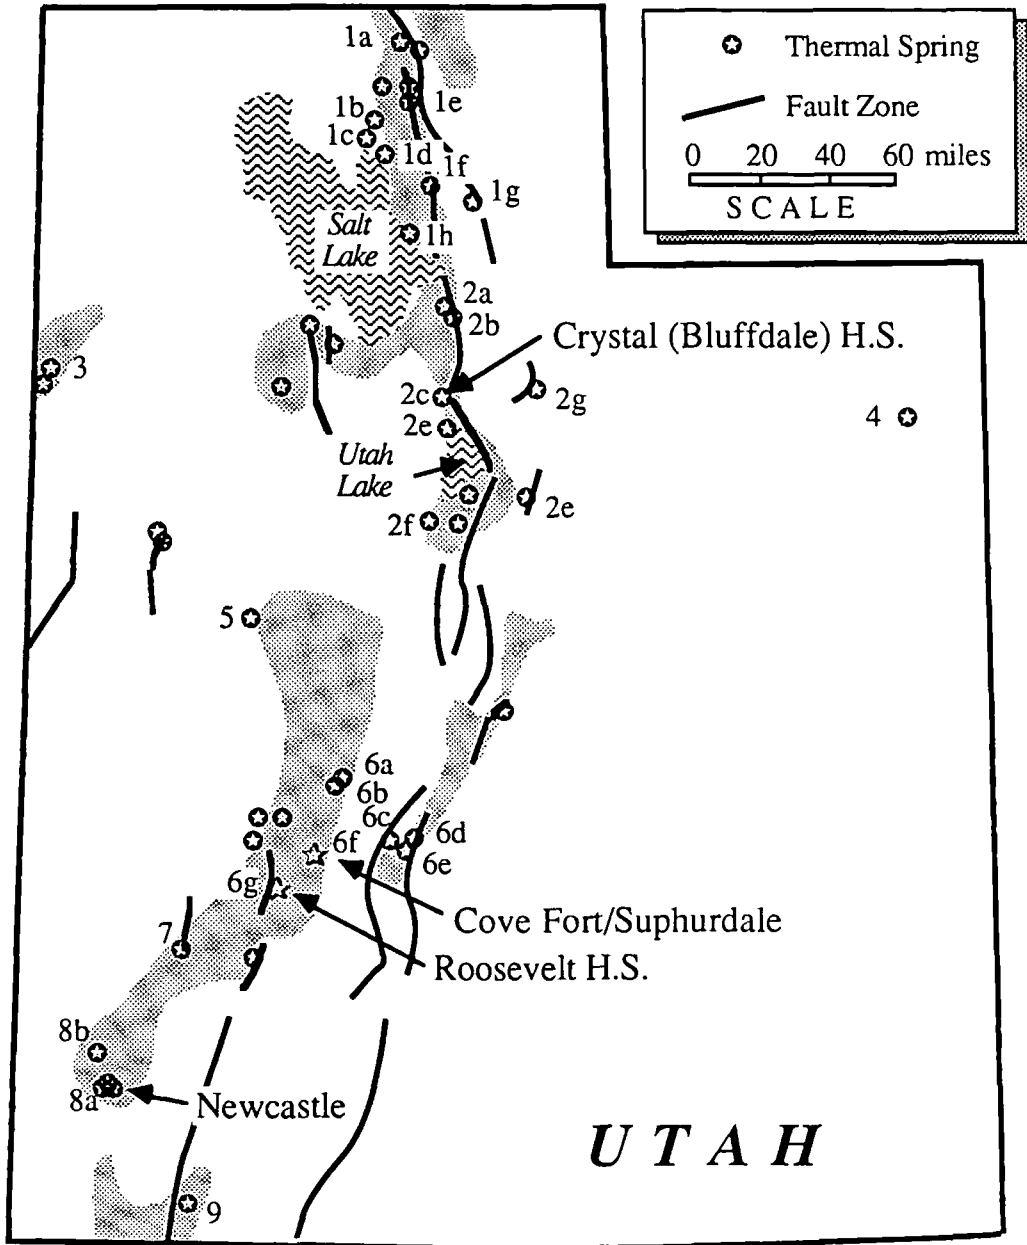 1a
Thermal Spring
1e
Fault Zone
1b
1c
0 20 40 60 miles
1d
1f
1g
SCALE
Salt
Lake
1h
2a
2b
Crystal (Bluffdale) H.S.
3
2c
2g
4
2e
Utah
Lake
2e
2f
5
6a
6b
6c
6d
6f
6e
6g
Cove Fort/Suphurdale
7
Roosevelt H.S.
8b
8a
Newcastle
UTAH
9